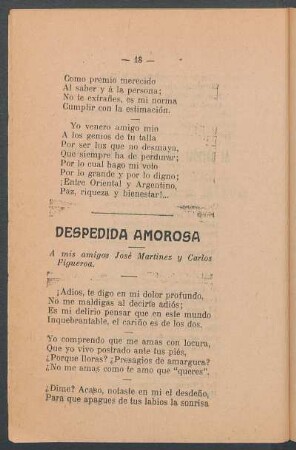 — 18 —
Como premio merecido
Al saber y á la persona;
No te extrañes, es mi norma
Cumplir con la estimación.
Yo venero amigo mio
A los genios de tu talla
Por ser luz que no desmaya,
Que siempre ha de perdurar;
Por lo cual hago mi voto
Por lo grande y por lo digno;
¡Entre Oriental y Argentino,
Paz, riqueza y bienestar!...
DESPEDIDA AMOROSA
A mis amigos José Martinez y Carlos
Figueroa.
¡Adios, te digo en mi dolor profundo,
No me maldigas al decirte adiós;
Es mi delirio pensar que en este mundo
Inquebrantable, el cariño es de los dos.
Yo comprendo que me amas con locura,
Que yo vivo postrado ante tus piés,
¿Porque lloras? ¿Presagios de amargura?
¿No me amas como te amo que "queres".
¿Dime? Acaso, notaste en mi el desdeño,
Para que apagues de tus labios la sonrisa